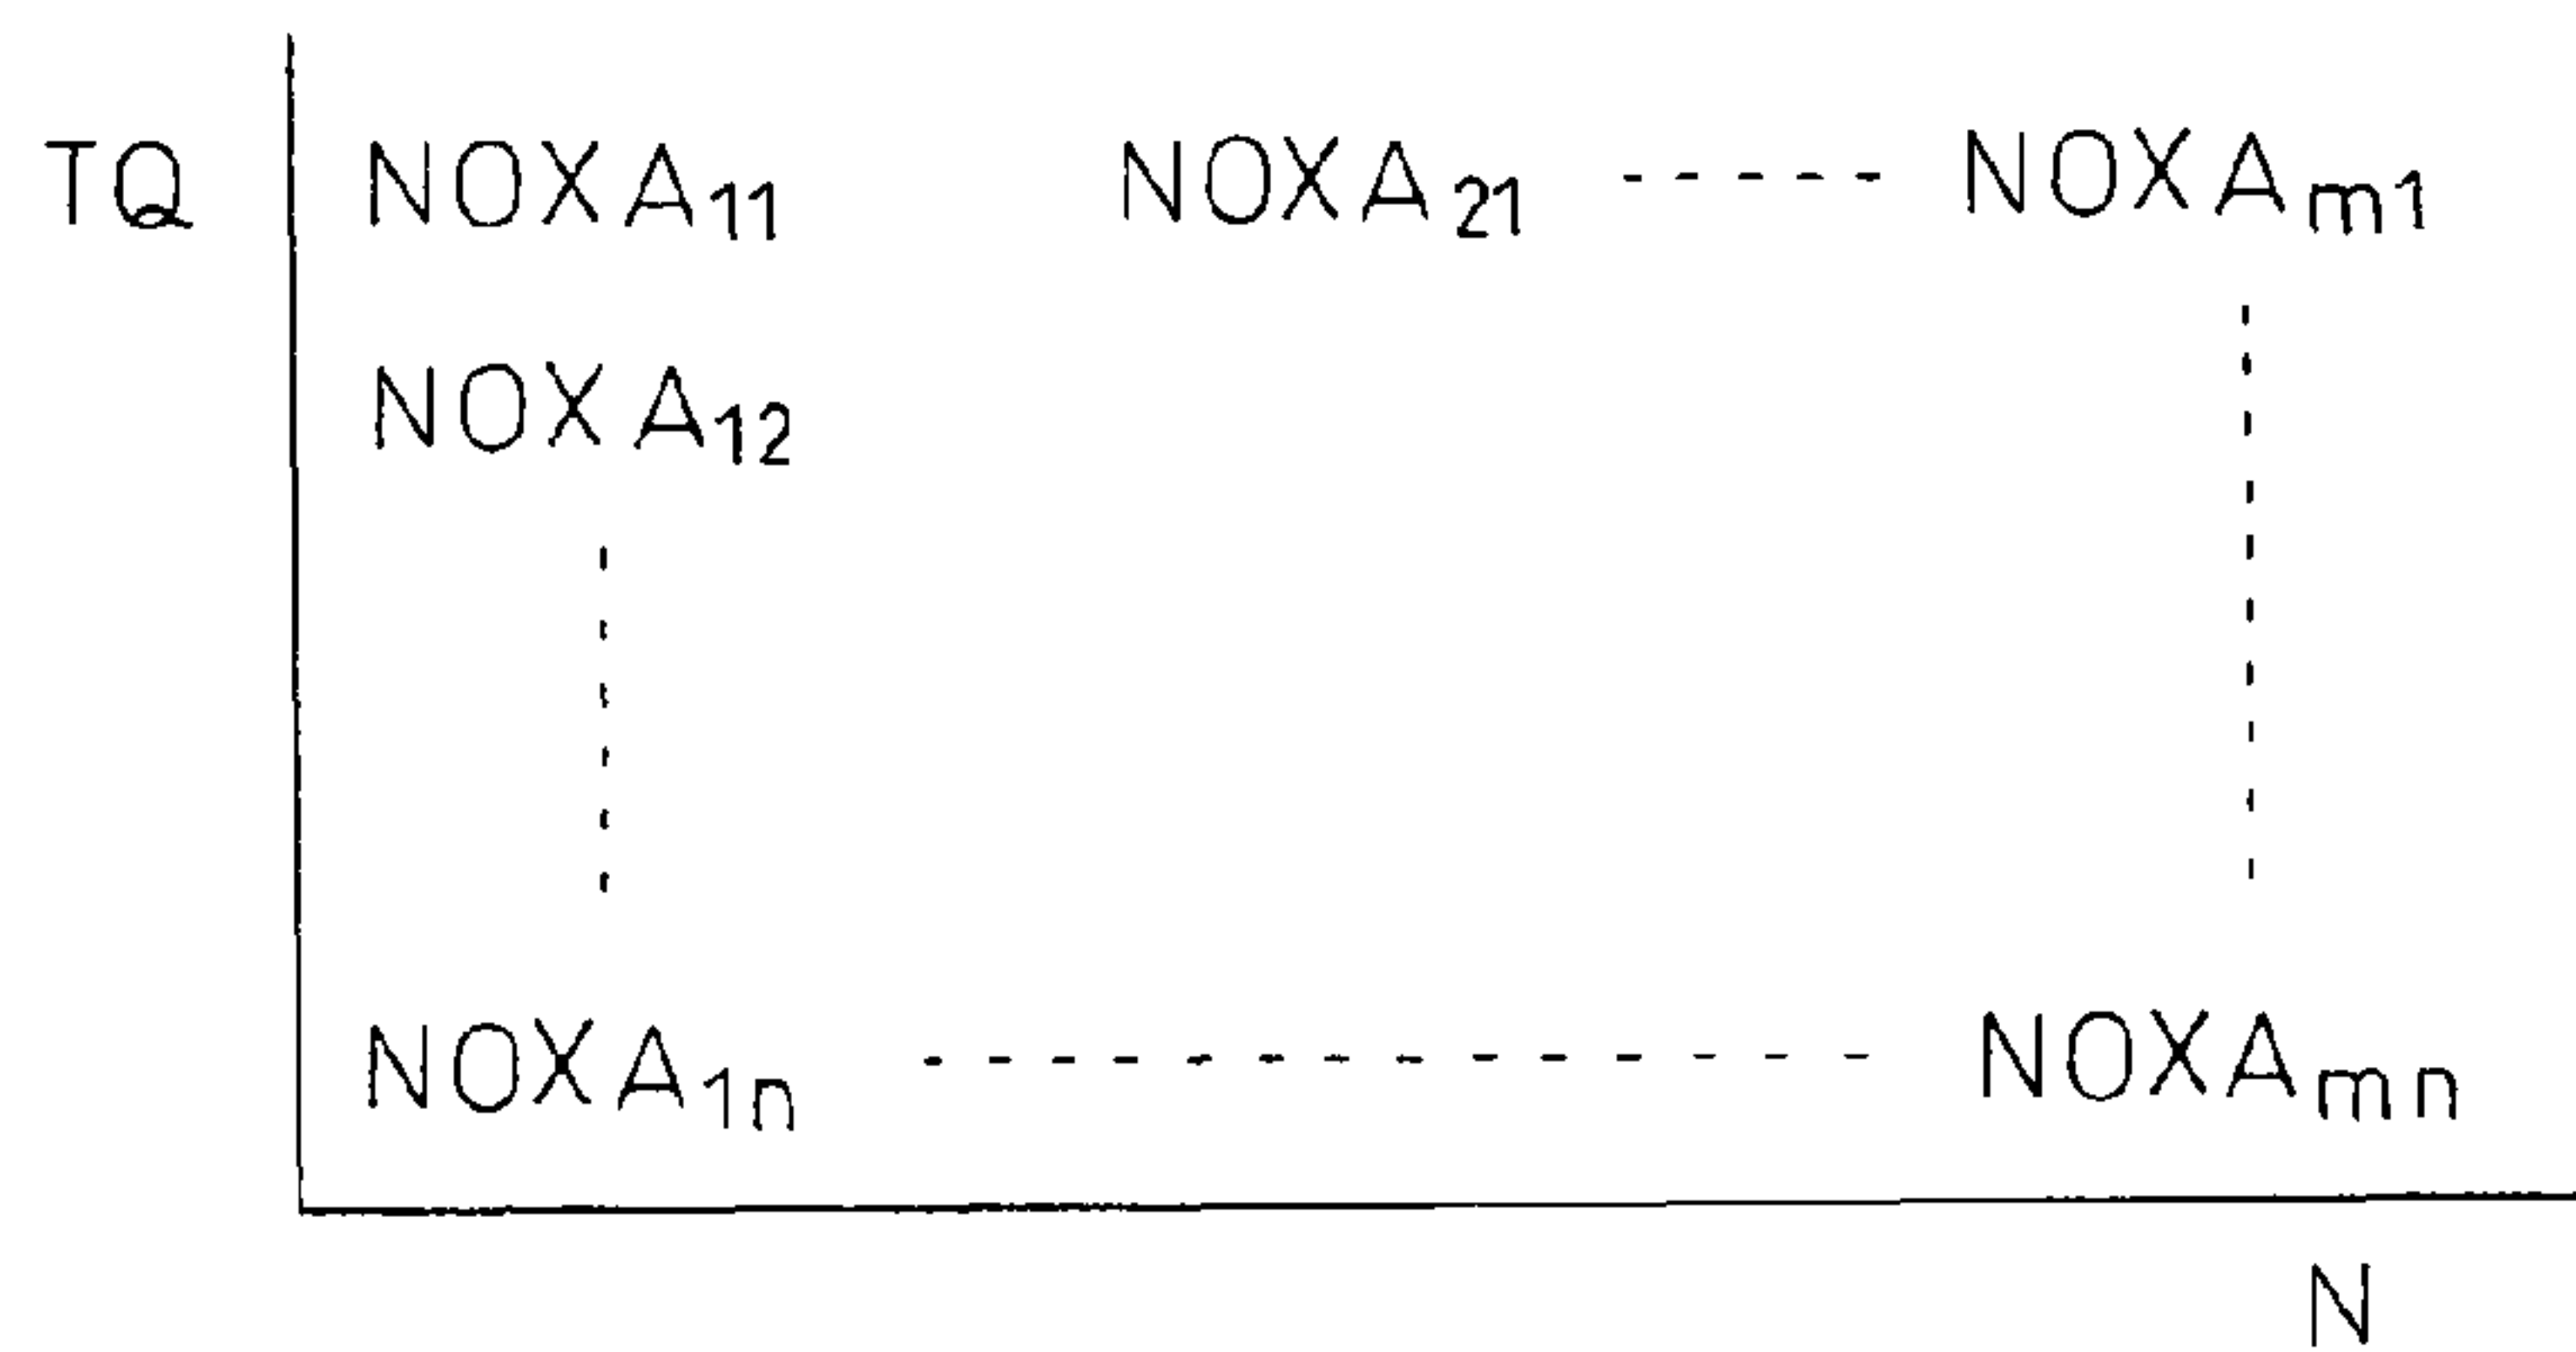 TQ NOXA₁₁ NOXA₂₁ ----- NOXAₘ₁
NOXA₁₂
NOXA₁ₙ --------------- NOXAₘₙ
N